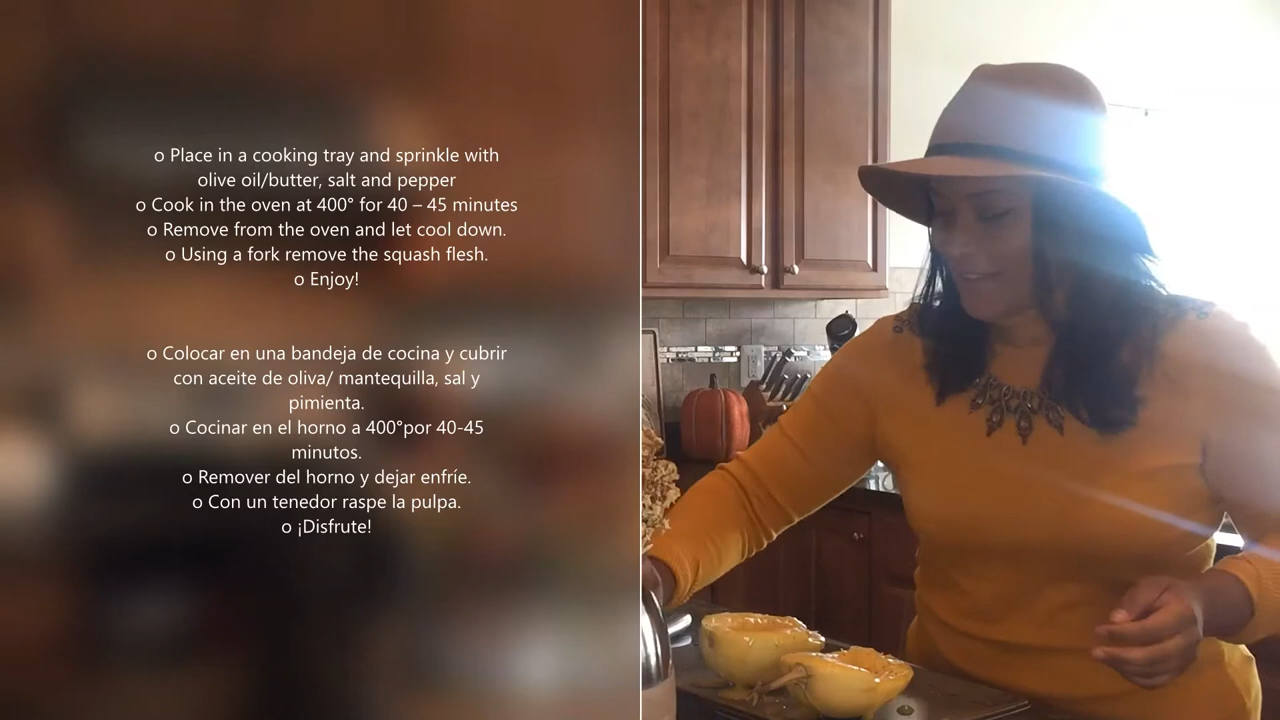 o Place in a cooking tray and sprinkle with
olive oil/butter, salt and pepper
o Cook in the oven at 400° for 40 – 45 minutes
o Remove from the oven and let cool down.
o Using a fork remove the squash flesh.
o Enjoy!
o Colocar en una bandeja de cocina y cubrir
con aceite de oliva/ mantequilla, sal y
pimienta.
o Cocinar en el horno a 400°por 40-45
minutos.
o Remover del horno y dejar enfríe.
o Con un tenedor raspe la pulpa.
o ¡Disfrute!